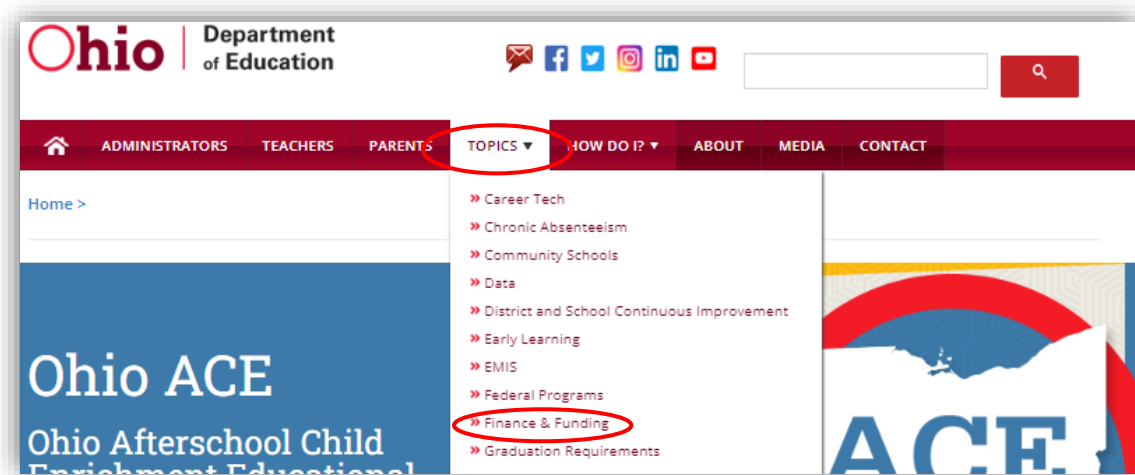 Ohio
Department
of Education
ADMINISTRATORS TEACHERS PARENTS TOPICS ▼ HOW DO I? ▼ ABOUT MEDIA CONTACT
Home >
» Career Tech
» Chronic Absenteeism
» Community Schools
» Data
» District and School Continuous Improvement
» Early Learning
» EMIS
» Federal Programs
» Finance & Funding
» Graduation Requirements
Ohio ACE
Ohio Afterschool Child
Enrichment Educational
ACE